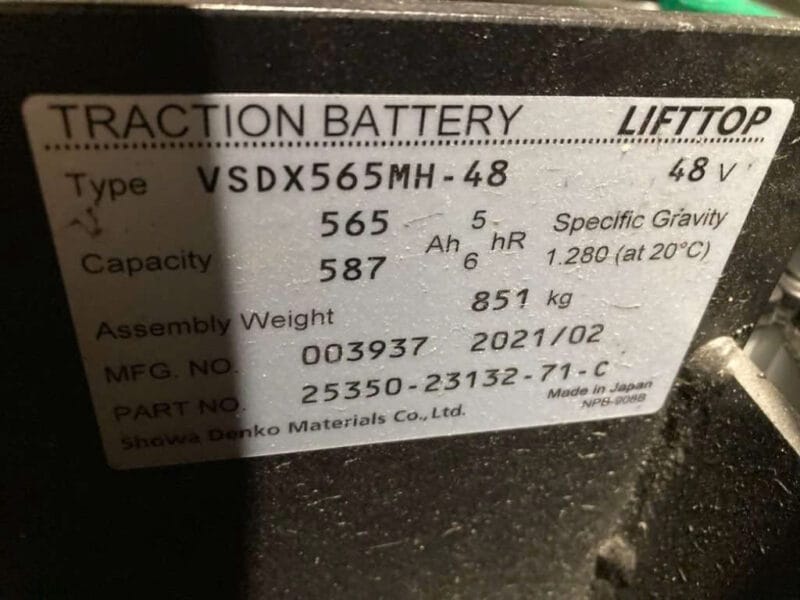 TRACTION BATTERY LIFTTOP
Type VSDX565MH-48 48 V
Capacity 565 Ah 5 hR Specific Gravity
587 6 1.280 (at 20°C)
Assembly Weight 851 kg
MFG. NO. 003937 2021/02
PART NO. 25350-23132-71-C
Showa Denko Materials Co., Ltd. Made in Japan
NPB-908B